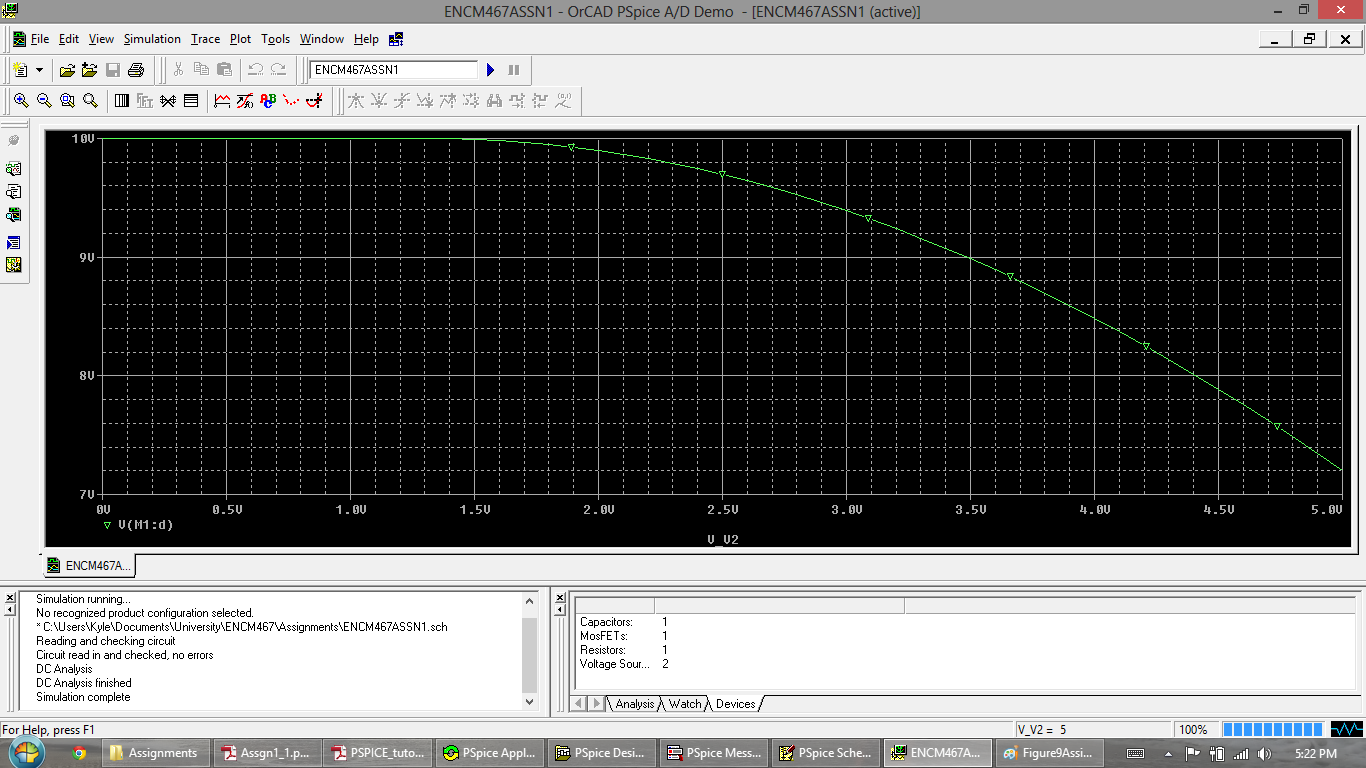 ENCM467ASSN1 - OrCAD PSpice A/D Demo - [ENCM467ASSN1 (active)]
File Edit View Simulation Trace Plot Tools Window Help
ENCM467ASSN1
10V
9V
8V
7V
0V 0.5V 1.0V 1.5V 2.0V 2.5V 3.0V 3.5V 4.0V 4.5V 5.0V
V(M1:d)
V_V2
ENCM467A...
Simulation running...
No recognized product configuration selected.
* C:\Users\Kyle\Documents\University\ENCM467\Assignments\ENCM467ASSN1.sch
Reading and checking circuit
Circuit read in and checked, no errors
DC Analysis
DC Analysis finished
Simulation complete
Capacitors: 1
MosFETs: 1
Resistors: 1
Voltage Sour... 2
Analysis Watch Devices
For Help, press F1
V_V2 = 5
100%
Assignments
Assgn1_1.p...
PSPICE_tuto...
PSpice Appl...
PSpice Desi...
PSpice Mess...
PSpice Sche...
ENCM467A...
Figure9Assi...
5:22 PM